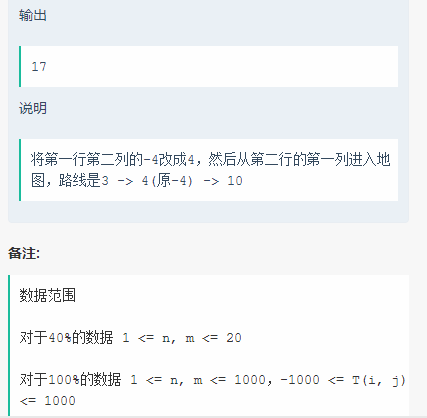 输出
17
说明
将第一行第二列的-4改成4，然后从第二行的第一列进入地
图，路线是3 -> 4(原-4) -> 10
备注:
数据范围
对于40%的数据 1 <= n, m <= 20
对于100%的数据 1 <= n, m <= 1000，-1000 <= T(i, j)
<= 1000